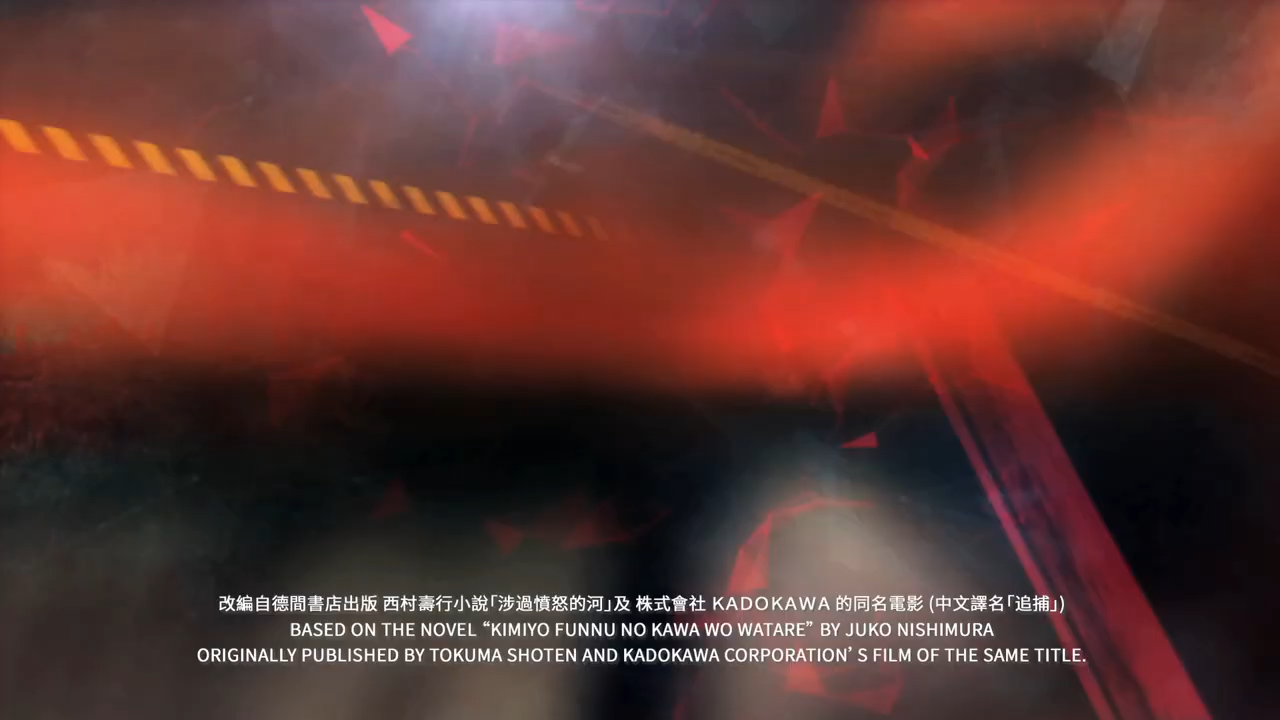 改編自德間書店出版 西村壽行小說「涉過憤怒的河」及 株式會社 KADOKAWA 的同名電影 (中文譯名「追捕」)
BASED ON THE NOVEL “KIMIYO FUNNU NO KAWA WO WATARE” BY JUKO NISHIMURA
ORIGINALLY PUBLISHED BY TOKUMA SHOTEN AND KADOKAWA CORPORATION’ S FILM OF THE SAME TITLE.